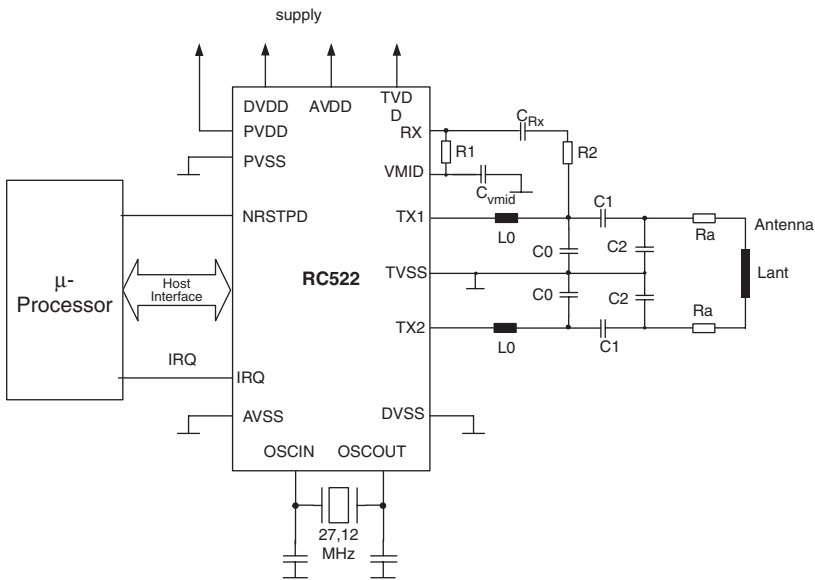 supply
DVDD
AVDD
TVD
D
PVDD
RX
CRx
R1
R2
PVSS
VMID
Cvmid
NRSTPD
TX1
L0
C1
Ra
Antenna
C0
C2
μ-
Processor
Host
Interface
RC522
TVSS
Lant
C0
C2
Ra
TX2
L0
C1
IRQ
IRQ
AVSS
DVSS
OSCIN
OSCOUT
27,12
MHz